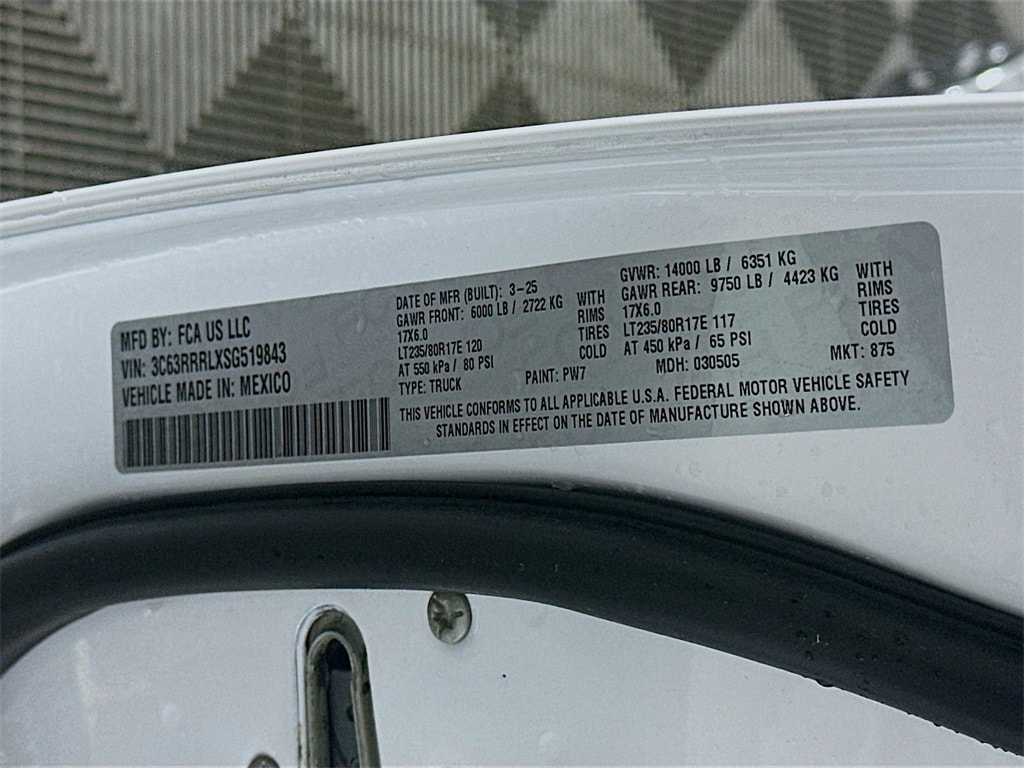 MFD BY: FCA US LLC
VIN: 3C63RRRLXSG519843
VEHICLE MADE IN: MEXICO
DATE OF MFR (BUILT): 3-25
GAWR FRONT: 6000 LB / 2722 KG WITH
17X6.0 RIMS
LT235/80R17E 120 TIRES
AT 550 kPa / 80 PSI COLD
TYPE: TRUCK PAINT: PW7
GVWR: 14000 LB / 6351 KG
GAWR REAR: 9750 LB / 4423 KG WITH
17X6.0 RIMS
LT235/80R17E 117 TIRES
AT 450 kPa / 65 PSI COLD
MDH: 030505 MKT: 875
THIS VEHICLE CONFORMS TO ALL APPLICABLE U.S.A. FEDERAL MOTOR VEHICLE SAFETY
STANDARDS IN EFFECT ON THE DATE OF MANUFACTURE SHOWN ABOVE.